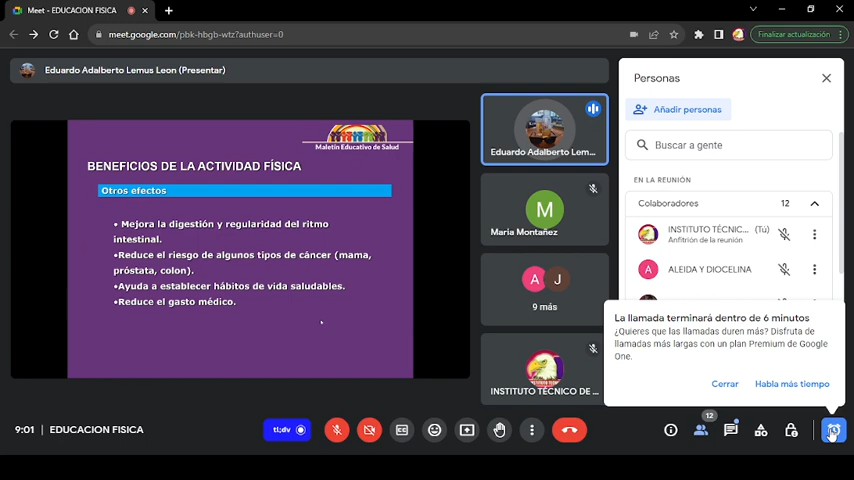 Meet - EDUCACION FISICA
meet.google.com/pbk-hbgb-wtz?authuser=0
Finalizar actualización
Eduardo Adalberto Lemus Leon (Presentar)
Maletín Educativo de Salud
BENEFICIOS DE LA ACTIVIDAD FÍSICA
Otros efectos
• Mejora la digestión y regularidad del ritmo
intestinal.
•Reduce el riesgo de algunos tipos de câncer (mama,
próstata, colon).
•Ayuda a establecer hábitos de vida saludables.
•Reduce el gasto médico.
Eduardo Adalberto Lem...
M
Maria Montañez
A J
9 más
INSTITUTO TÉCNICO DE ...
Personas
Añadir personas
Buscar a gente
EN LA REUNIÓN
Colaboradores 12
INSTITUTO TÉCNIC... (Tú)
Anfitrión de la reunión
A ALEIDA Y DIOCELINA
La llamada terminará dentro de 6 minutos
¿Quieres que las llamadas duren más? Disfruta de
llamadas más largas con un plan Premium de Google
One.
Cerrar Habla más tiempo
9:01 | EDUCACION FISICA
tl;dv
12